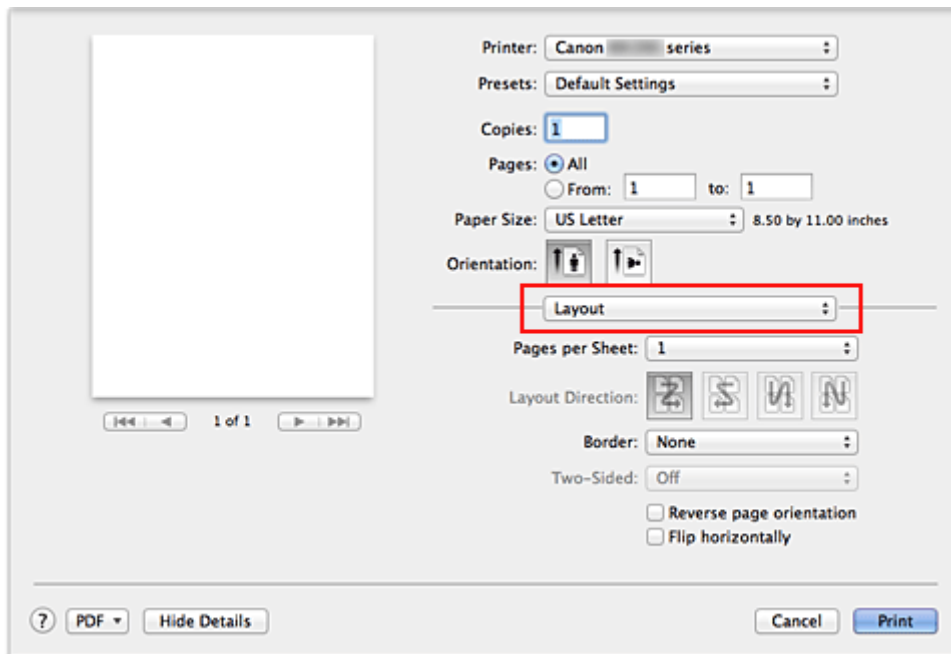 Printer: Canon series
Presets: Default Settings
Copies: 1
Pages: All
From: 1 to: 1
Paper Size: US Letter 8.50 by 11.00 inches
Orientation:
Layout
Pages per Sheet: 1
Layout Direction:
1 of 1
Border: None
Two-Sided: Off
Reverse page orientation
Flip horizontally
? PDF Hide Details Cancel Print